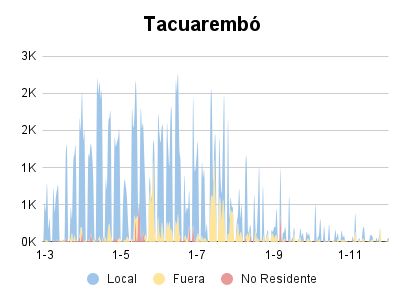 Tacuarembó
3K
2K
2K
1K
1K
0K
1-3 1-5 1-7 1-9 1-11
Local Fuera No Residente